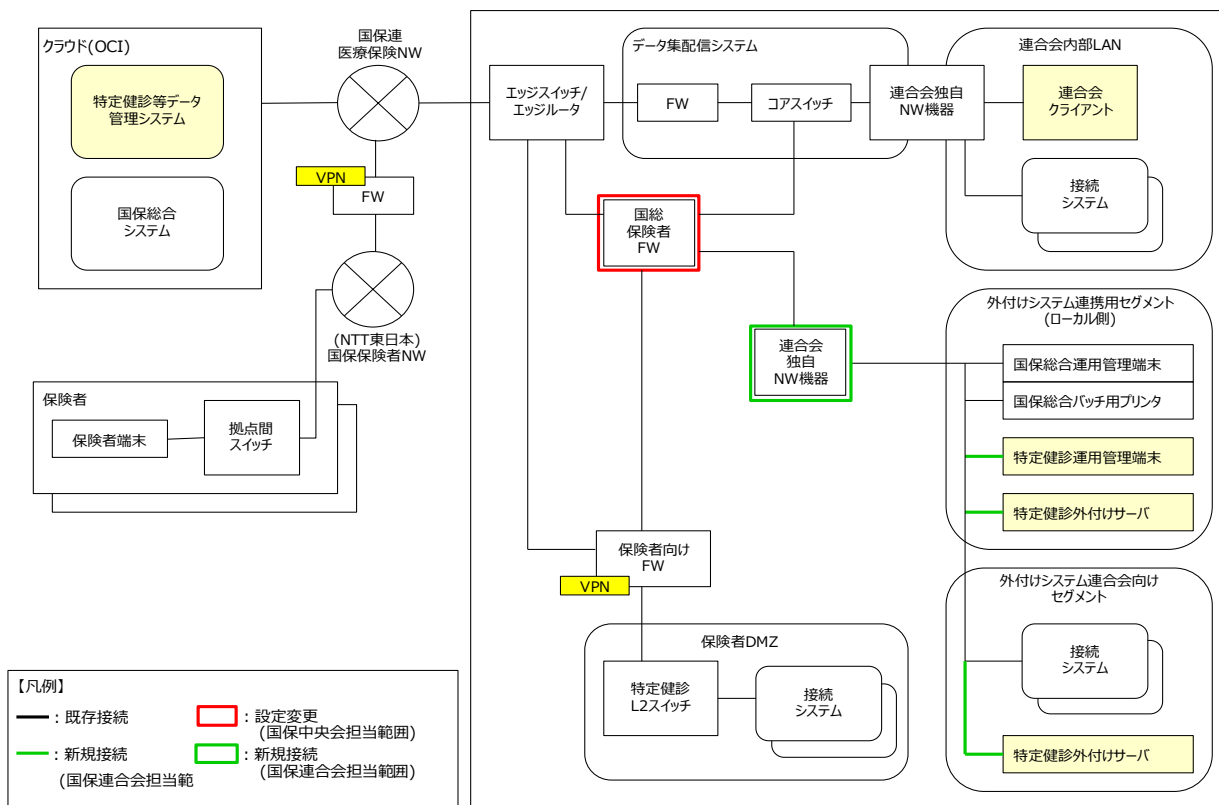 クラウド(OCI)
特定健診等データ
管理システム
国保総合
システム
国保連
医療保険NW
VPN
FW
(NTT東日本)
国保保険者NW
保険者
保険者端末
拠点間
スイッチ
エッジスイッチ/
エッジルータ
データ集配信システム
FW
コアスイッチ
連合会独自
NW機器
連合会内部LAN
連合会
クライアント
接続
システム
国総
保険者
FW
連合会
独自
NW機器
外付けシステム連携用セグメント
(ローカル側)
国保総合運用管理端末
国保総合バッチ用プリンタ
特定健診運用管理端末
特定健診外付けサーバ
保険者向け
FW
VPN
保険者DMZ
特定健診
L2スイッチ
接続
システム
外付けシステム連合会向け
セグメント
接続
システム
特定健診外付けサーバ
【凡例】
：既存接続
：設定変更
(国保中央会担当範囲)
：新規接続
(国保連合会担当範
：新規接続
(国保連合会担当範囲)